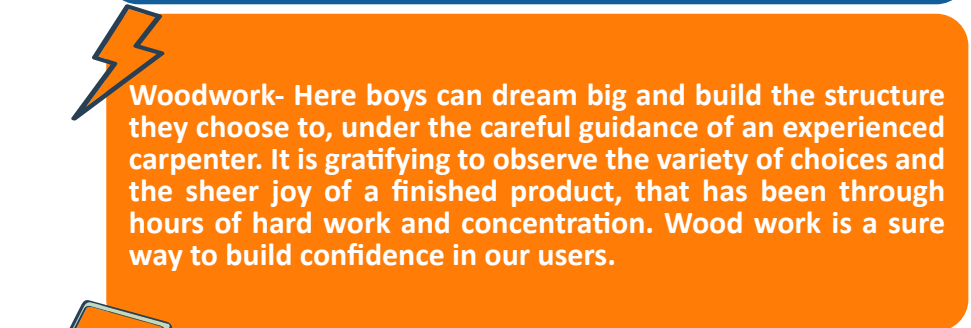 Woodwork- Here boys can dream big and build the structure
they choose to, under the careful guidance of an experienced
carpenter. It is gratifying to observe the variety of choices and
the sheer joy of a finished product, that has been through
hours of hard work and concentration. Wood work is a sure
way to build confidence in our users.